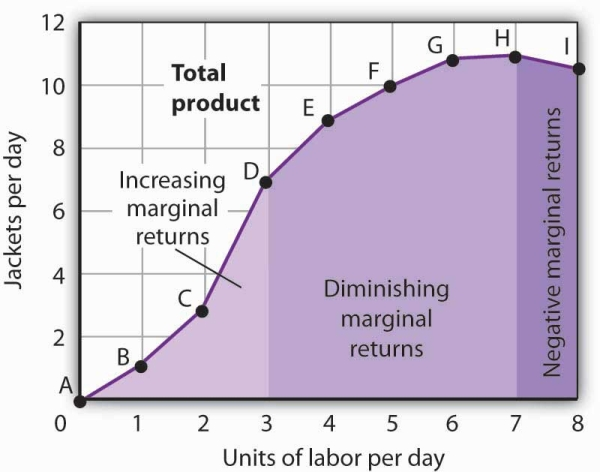 12
10
8
6
4
2
0
Jackets per day
Total
product
Increasing
marginal
returns
Diminishing
marginal
returns
Negative marginal returns
A
B
C
D
E
F
G
H
I
1 2 3 4 5 6 7 8
Units of labor per day